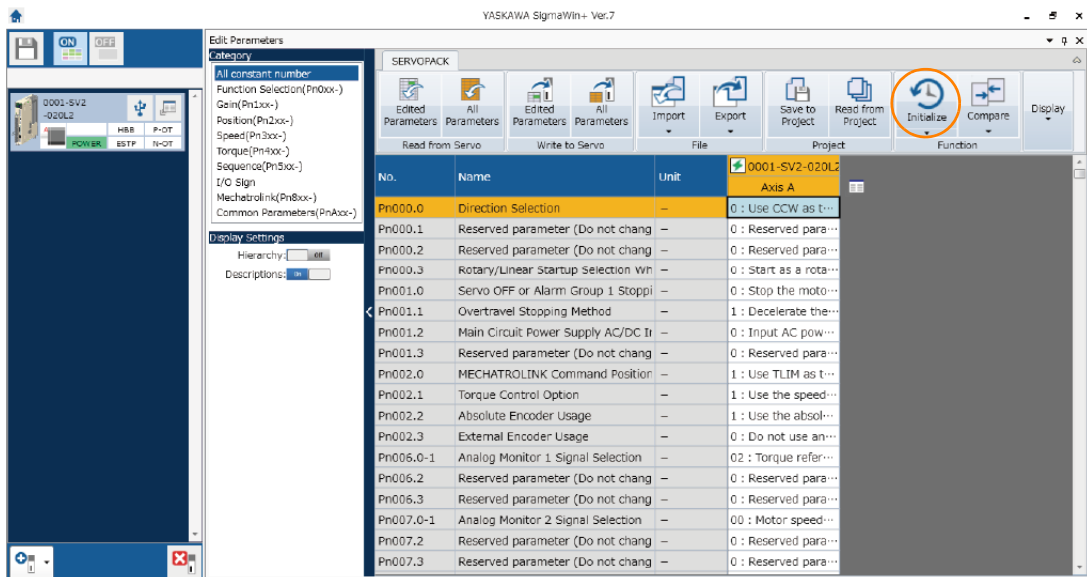 YASKAWA SigmaWin+ Ver.7
ON OFF
0001-SV2
-020L2
HBB P-OT
POWER ESTP N-OT
Edit Parameters
Category
All constant number
Function Selection(Pn0xx-)
Gain(Pn1xx-)
Position(Pn2xx-)
Speed(Pn3xx-)
Torque(Pn4xx-)
Sequence(Pn5xx-)
I/O Sign
Mechatrolink(Pn8xx-)
Common Parameters(PnAxx-)
Display Settings
Hierarchy: Off
Descriptions: On
SERVOPACK
Edited Parameters
All Parameters
Read from Servo
Edited Parameters
All Parameters
Write to Servo
Import
Export
File
Save to Project
Read from Project
Project
Initialize
Compare
Function
Display
No. Name Unit 0001-SV2-020L2
Axis A
Pn000.0 Direction Selection – 0 : Use CCW as t···
Pn000.1 Reserved parameter (Do not chang – 0 : Reserved para···
Pn000.2 Reserved parameter (Do not chang – 0 : Reserved para···
Pn000.3 Rotary/Linear Startup Selection Wh – 0 : Start as a rota···
Pn001.0 Servo OFF or Alarm Group 1 Stoppi – 0 : Stop the moto···
Pn001.1 Overtravel Stopping Method – 1 : Decelerate the···
Pn001.2 Main Circuit Power Supply AC/DC Ir – 0 : Input AC pow···
Pn001.3 Reserved parameter (Do not chang – 0 : Reserved para···
Pn002.0 MECHATROLINK Command Position – 1 : Use TLIM as t···
Pn002.1 Torque Control Option – 1 : Use the speed···
Pn002.2 Absolute Encoder Usage – 1 : Use the absol···
Pn002.3 External Encoder Usage – 0 : Do not use an···
Pn006.0-1 Analog Monitor 1 Signal Selection – 02 : Torque refer···
Pn006.2 Reserved parameter (Do not chang – 0 : Reserved para···
Pn006.3 Reserved parameter (Do not chang – 0 : Reserved para···
Pn007.0-1 Analog Monitor 2 Signal Selection – 00 : Motor speed···
Pn007.2 Reserved parameter (Do not chang – 0 : Reserved para···
Pn007.3 Reserved parameter (Do not chang – 0 : Reserved para···